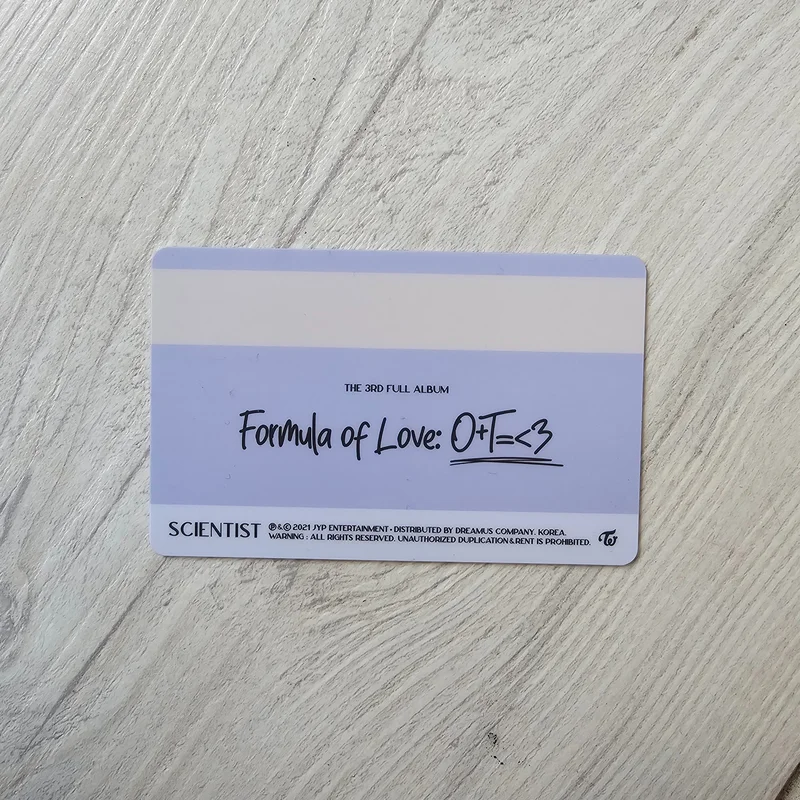 THE 3RD FULL ALBUM
Formula of Love: O+T=<3
SCIENTIST
℗&© 2021 JYP ENTERTAINMENT • DISTRIBUTED BY DREAMUS COMPANY. KOREA.
WARNING : ALL RIGHTS RESERVED. UNAUTHORIZED DUPLICATION & RENT IS PROHIBITED.